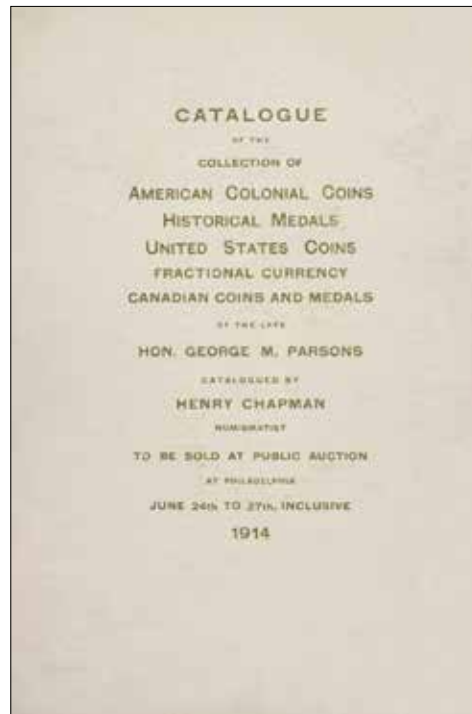 CATALOGUE
OF THE
COLLECTION OF
AMERICAN COLONIAL COINS
HISTORICAL MEDALS
UNITED STATES COINS
FRACTIONAL CURRENCY
CANADIAN COINS AND MEDALS
OF THE LATE
HON. GEORGE M. PARSONS
CATALOGUED BY
HENRY CHAPMAN
NUMISMATIST
TO BE SOLD AT PUBLIC AUCTION
AT PHILADELPHIA
JUNE 24th TO 27th, INCLUSIVE
1914